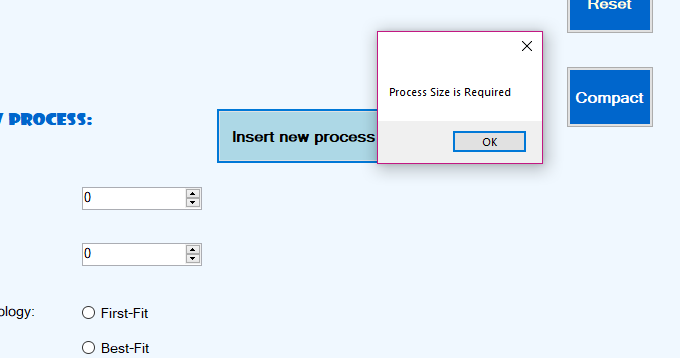 Reset
Process Size is Required
Compact
PROCESS:
Insert new process
OK
0
0
ology:
First-Fit
Best-Fit